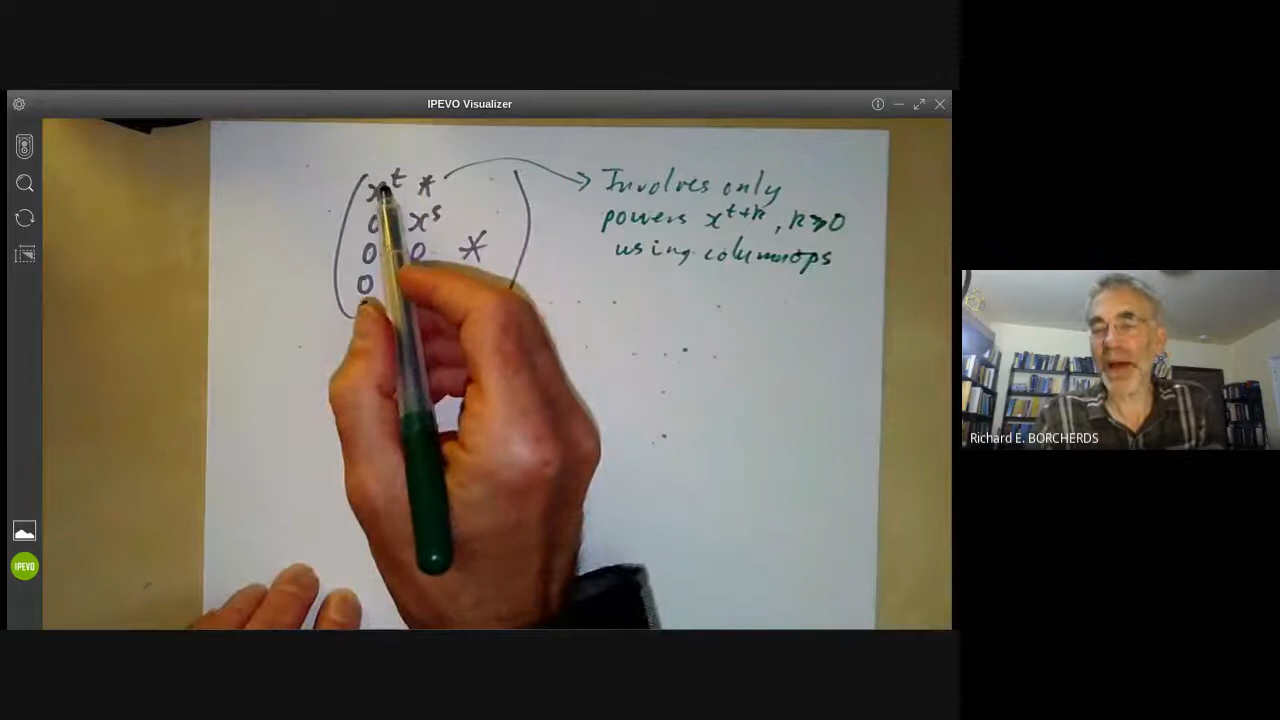 IPEVO Visualizer
x^t *
0 x^s
0 0 *
0
Involves only
powers x^{t+k}, k≥0
using column ops
IPEVO
Richard E. BORCHERDS